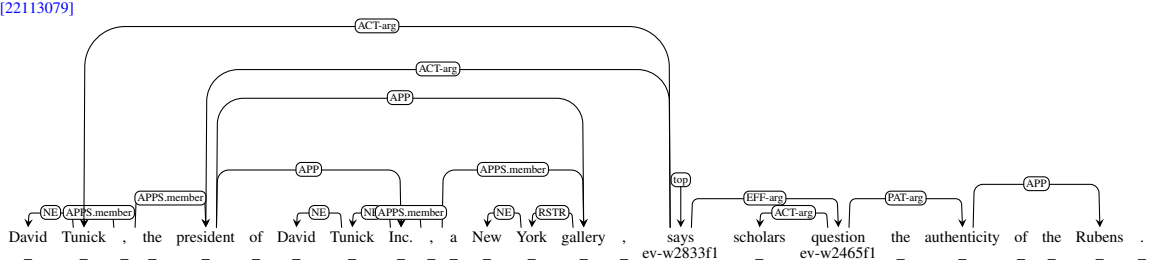 [22113079]
ACT-arg
ACT-arg
APP
APP APPS.member
top
APPS.member EFF-arg PAT-arg APP
NE APPS.member NE NE APPS.member NE RSTR ACT-arg
David Tunick , the president of David Tunick Inc. , a New York gallery , says scholars question the authenticity of the Rubens .
_ _ _ _ _ _ _ _ _ _ _ _ _ _ _ ev-w2833f1 _ ev-w2465f1 _ _ _ _ _ _